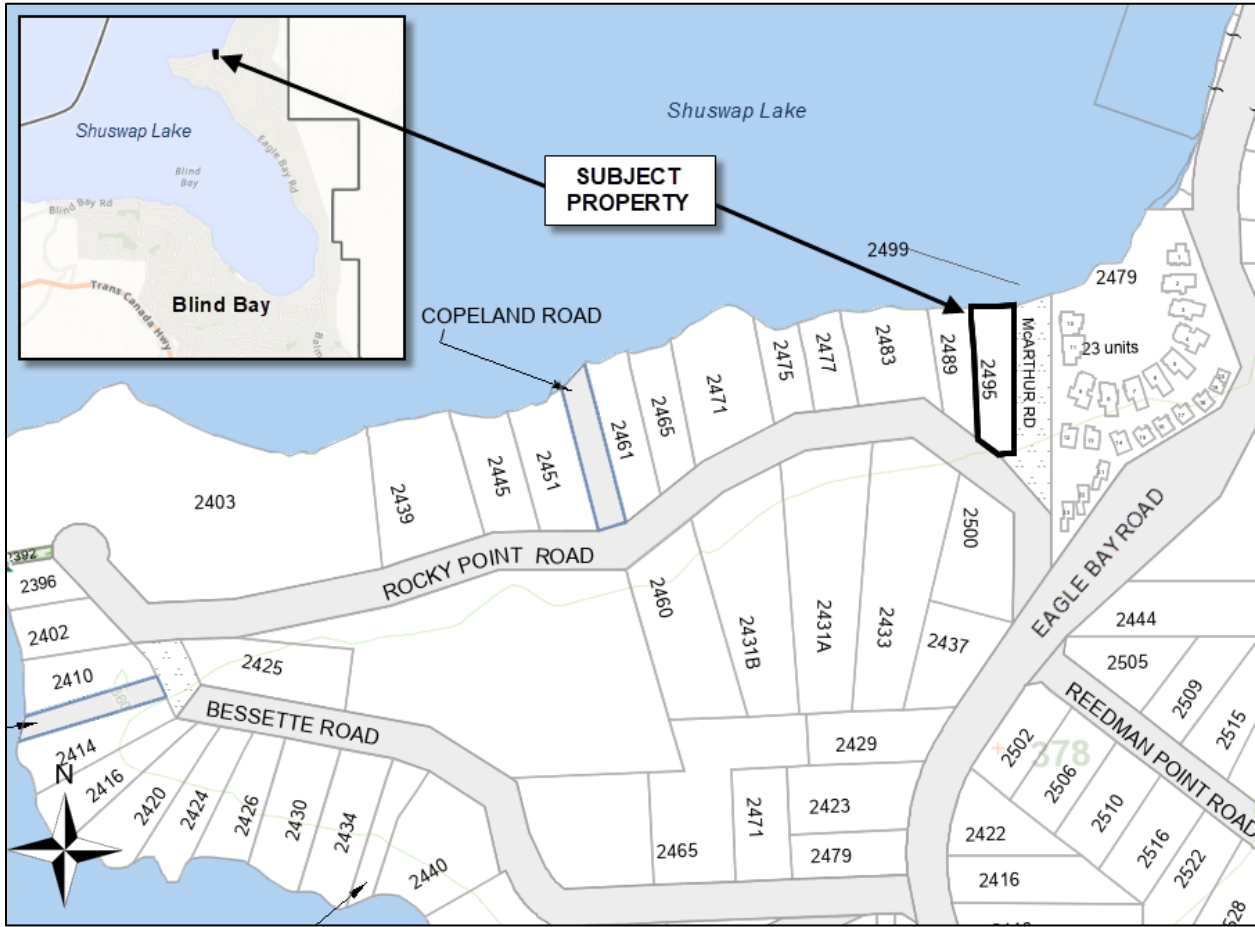 Shuswap Lake
Blind
Bay
Eagle Bay Rd
Blind Bay Rd
Trans Canada Hwy
Blind Bay
Balm
Shuswap Lake
SUBJECT
PROPERTY
2499
2479
COPELAND ROAD
23 units
McARTHUR RD
2495
2489
2483
2477
2475
2471
2465
2461
2451
2445
2439
2403
ROCKY POINT ROAD
2500
EAGLE BAY ROAD
2392
2396
2402
2410
2425
2460
2431B
2431A
2433
2437
2444
2505
2509
2515
REEDMAN POINT ROAD
BESSETTE ROAD
2414
2416
2420
2424
2426
2430
2434
2440
N
2429
2471
2423
2479
2465
2502
378
2506
2510
2516
2522
2422
2416